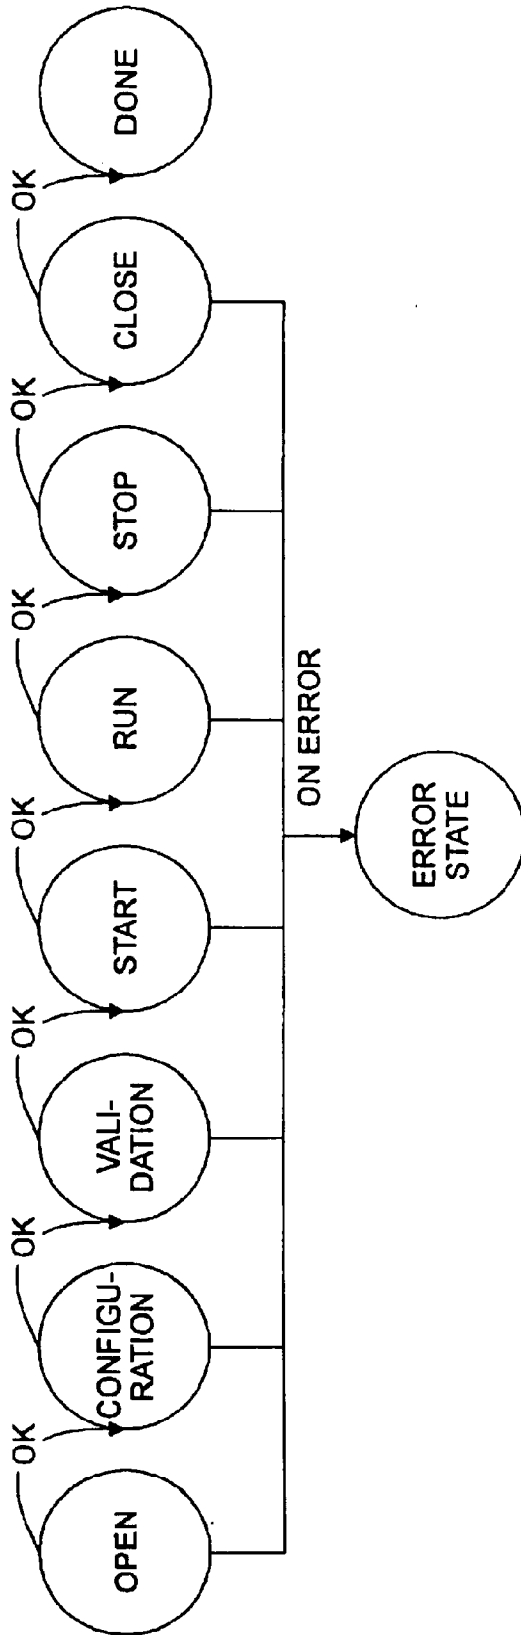 OK
OK
OK
OK
OK
OK
OK
OPEN
CONFIGU-
RATION
VALI-
DATION
START
RUN
STOP
CLOSE
DONE
ON ERROR
ERROR
STATE